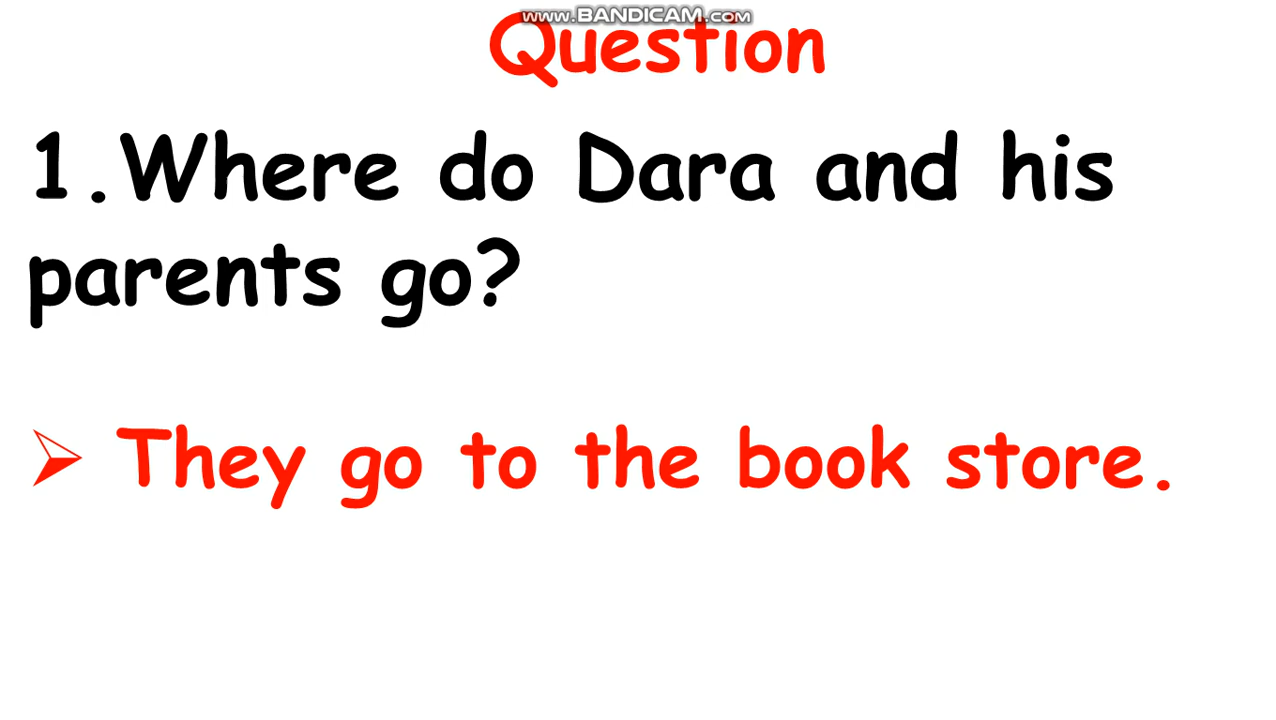 www.BANDICAM.com
Question
1.Where do Dara and his
parents go?
They go to the book store.